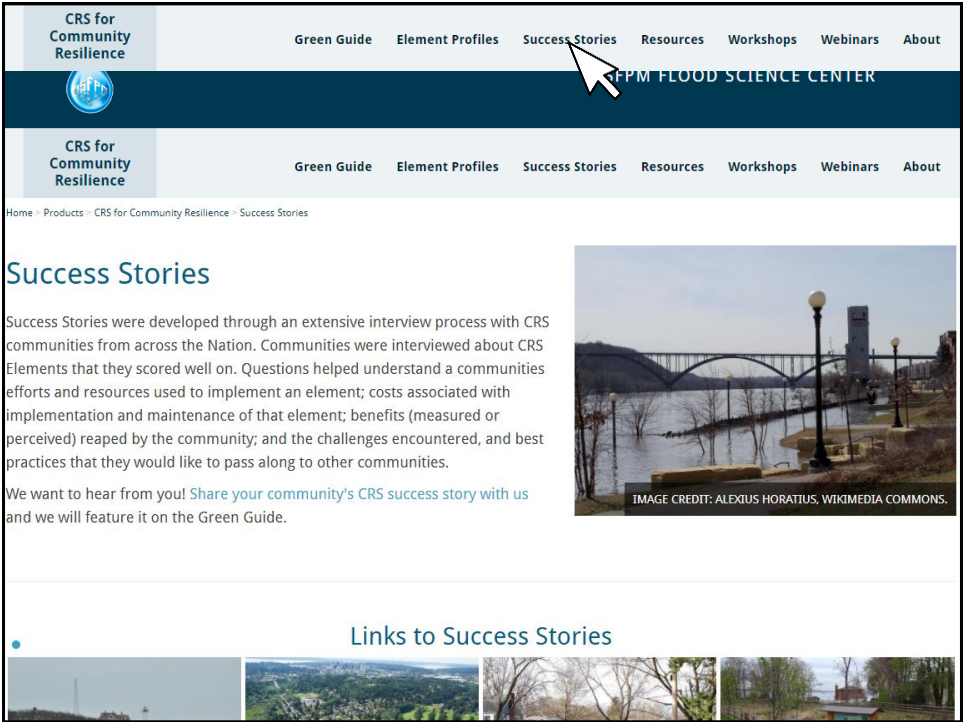 CRS for
Community
Resilience
Green Guide Element Profiles Success Stories Resources Workshops Webinars About
FPM FLOOD SCIENCE CENTER
CRS for
Community
Resilience
Green Guide Element Profiles Success Stories Resources Workshops Webinars About
Home > Products > CRS for Community Resilience > Success Stories
Success Stories
Success Stories were developed through an extensive interview process with CRS
communities from across the Nation. Communities were interviewed about CRS
Elements that they scored well on. Questions helped understand a communities
efforts and resources used to implement an element; costs associated with
implementation and maintenance of that element; benefits (measured or
perceived) reaped by the community; and the challenges encountered, and best
practices that they would like to pass along to other communities.
We want to hear from you! Share your community's CRS success story with us
and we will feature it on the Green Guide.
IMAGE CREDIT: ALEXIUS HORATIUS, WIKIMEDIA COMMONS.
Links to Success Stories